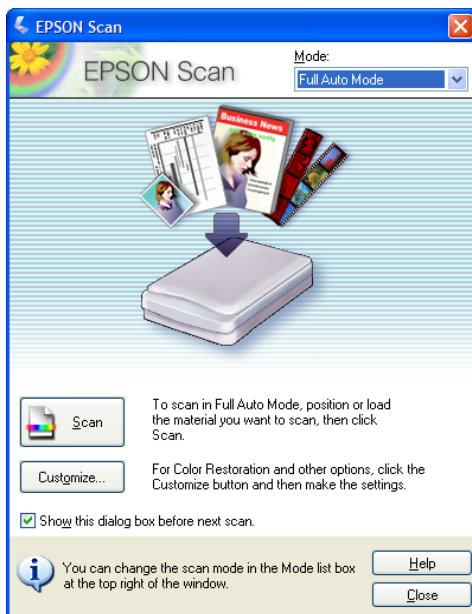 EPSON Scan
EPSON Scan
Mode:
Full Auto Mode
Business News
Scan
To scan in Full Auto Mode, position or load
the material you want to scan, then click
Scan.
Customize...
For Color Restoration and other options, click the
Customize button and then make the settings.
Show this dialog box before next scan.
You can change the scan mode in the Mode list box
at the top right of the window.
Help
Close